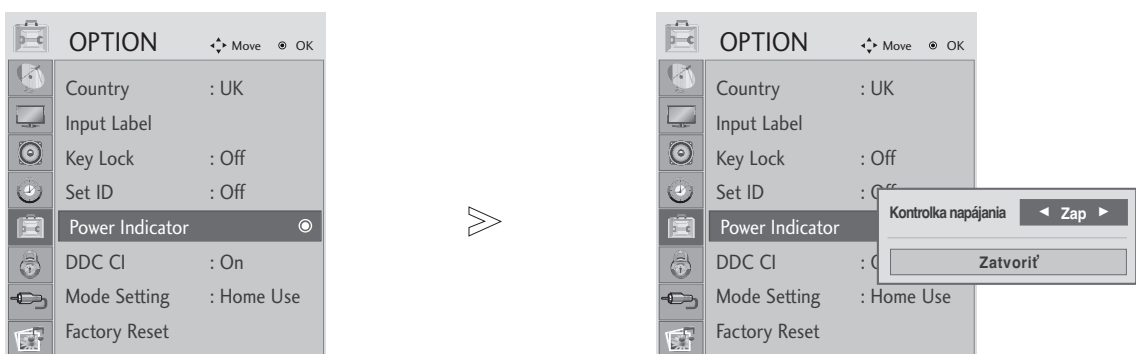 OPTION Move OK
Country : UK
Input Label
Key Lock : Off
Set ID : Off
Power Indicator
DDC CI : On
Mode Setting : Home Use
Factory Reset
OPTION Move OK
Country : UK
Input Label
Key Lock : Off
Set ID :
Power Indicator
DDC CI :
Mode Setting : Home Use
Factory Reset
Kontrolka napájania ◄ Zap ►
Zatvoriť